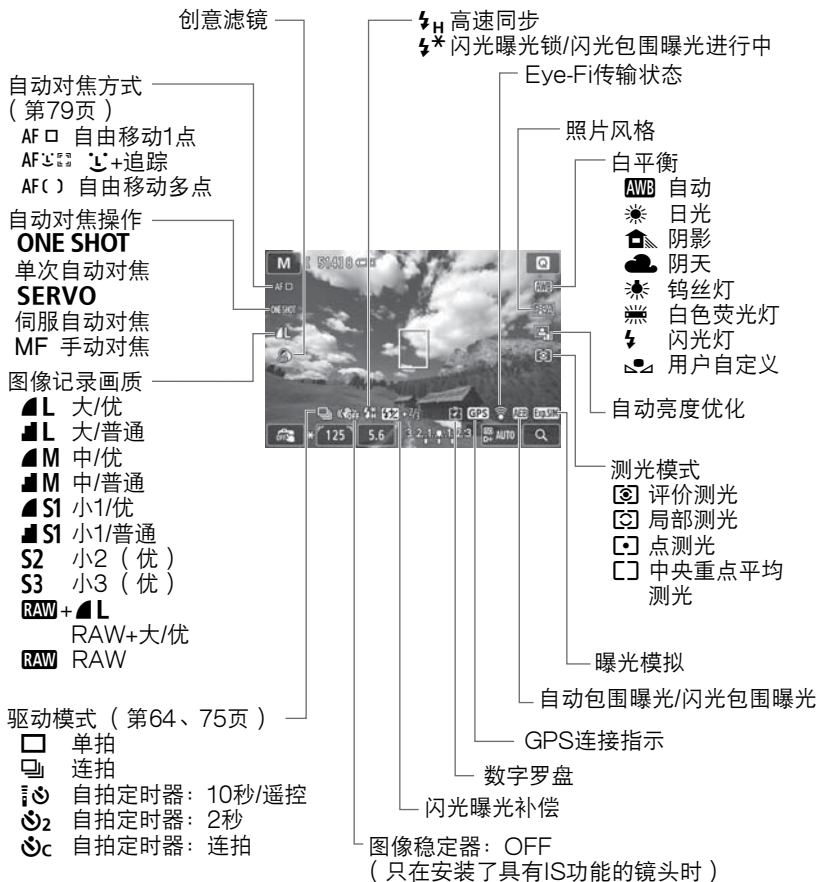 创意滤镜
H 高速同步
* 闪光曝光锁/闪光包围曝光进行中
Eye-Fi传输状态
自动对焦方式
（第79页）
AF 自由移动1点
AF +追踪
AF( ) 自由移动多点
自动对焦操作
ONE SHOT
单次自动对焦
SERVO
伺服自动对焦
MF 手动对焦
图像记录画质
L 大/优
L 大/普通
M 中/优
M 中/普通
S1 小1/优
S1 小1/普通
S2 小2（优）
S3 小3（优）
RAW+L
RAW+大/优
RAW RAW
驱动模式（第64、75页）
单拍
连拍
自拍定时器：10秒/遥控
2 自拍定时器：2秒
C 自拍定时器：连拍
照片风格
白平衡
AWB 自动
日光
阴影
阴天
钨丝灯
白色荧光灯
闪光灯
用户自定义
自动亮度优化
测光模式
评价测光
局部测光
点测光
中央重点平均
测光
曝光模拟
自动包围曝光/闪光包围曝光
GPS连接指示
数字罗盘
闪光曝光补偿
图像稳定器：OFF
（只在安装了具有IS功能的镜头时）
M
Q
AF
ONE SHOT
L
AWB
GPS
AEB
Exp.SIM
* 125 5.6 3..2..1..1..2..3 AUTO